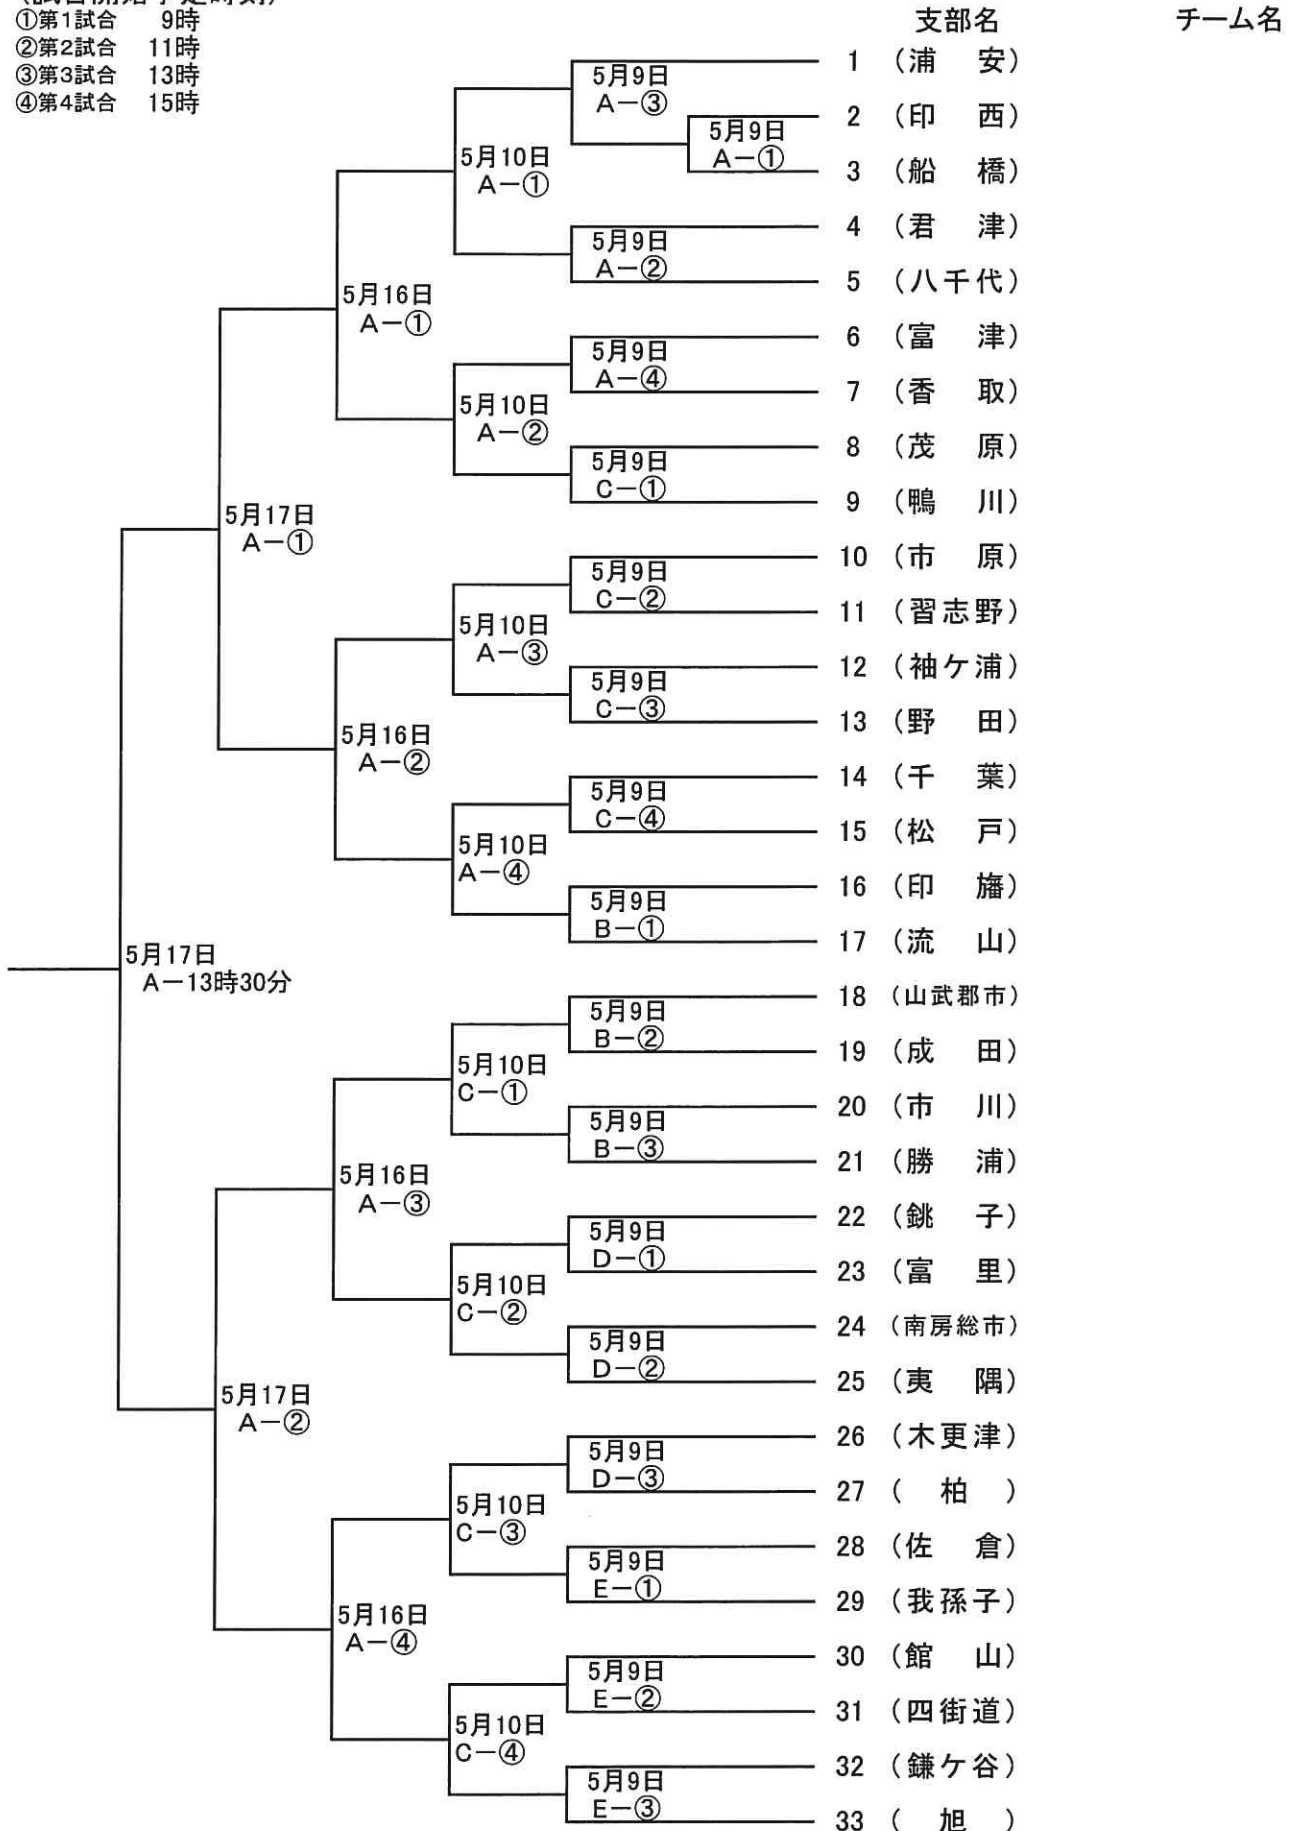 ①第1試合 9時
②第2試合 11時
③第3試合 13時
④第4試合 15時
支部名 チーム名
1 (浦 安)
5月9日
A－③
2 (印 西)
5月9日
A－①
3 (船 橋)
5月10日
A－①
4 (君 津)
5月9日
A－②
5 (八千代)
5月16日
A－①
6 (富 津)
5月9日
A－④
7 (香 取)
5月10日
A－②
8 (茂 原)
5月9日
C－①
9 (鴨 川)
5月17日
A－①
10 (市 原)
5月9日
C－②
11 (習志野)
5月10日
A－③
12 (袖ケ浦)
5月9日
C－③
13 (野 田)
5月16日
A－②
14 (千 葉)
5月9日
C－④
15 (松 戸)
5月10日
A－④
16 (印 旛)
5月9日
B－①
17 (流 山)
5月17日
A－13時30分
18 (山武郡市)
5月9日
B－②
19 (成 田)
5月10日
C－①
20 (市 川)
5月9日
B－③
21 (勝 浦)
5月16日
A－③
22 (銚 子)
5月9日
D－①
23 (富 里)
5月10日
C－②
24 (南房総市)
5月9日
D－②
25 (夷 隅)
5月17日
A－②
26 (木更津)
5月9日
D－③
27 ( 柏 )
5月10日
C－③
28 (佐 倉)
5月9日
E－①
29 (我孫子)
5月16日
A－④
30 (館 山)
5月9日
E－②
31 (四街道)
5月10日
C－④
32 (鎌ケ谷)
5月9日
E－③
33 ( 旭 )